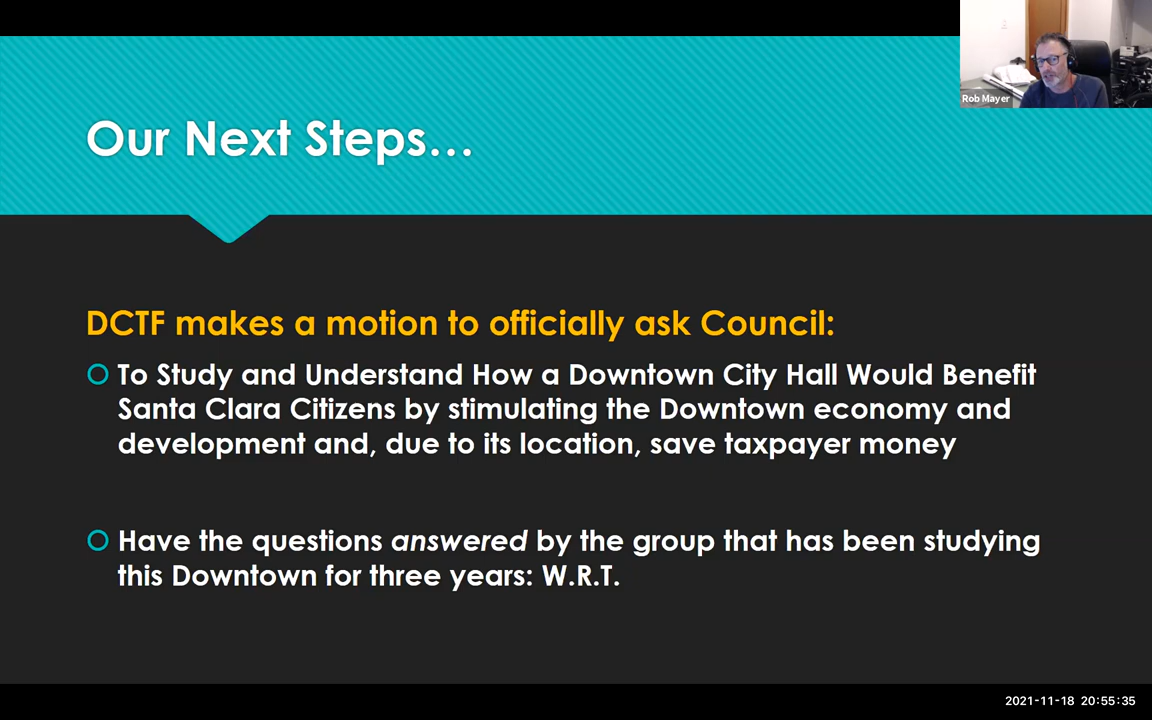 Rob Mayer
Our Next Steps…
DCTF makes a motion to officially ask Council:
To Study and Understand How a Downtown City Hall Would Benefit
Santa Clara Citizens by stimulating the Downtown economy and
development and, due to its location, save taxpayer money
Have the questions answered by the group that has been studying
this Downtown for three years: W.R.T.
2021-11-18 20:55:35